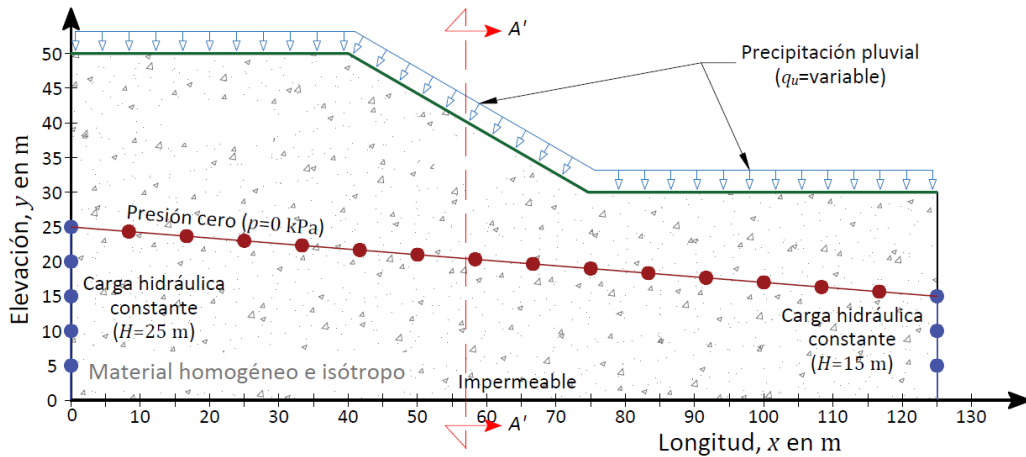 A'
Precipitación pluvial
(qᵤ=variable)
Elevación, y en m
50
45
40
35
30
25
20
15
10
5
0
Presión cero (p=0 kPa)
Carga hidráulica
constante
(H=25 m)
Carga hidráulica
constante
(H=15 m)
Material homogéneo e isótropo
Impermeable
0 10 20 30 40 50 60 70 80 90 100 110 120 130
A'
Longitud, x en m